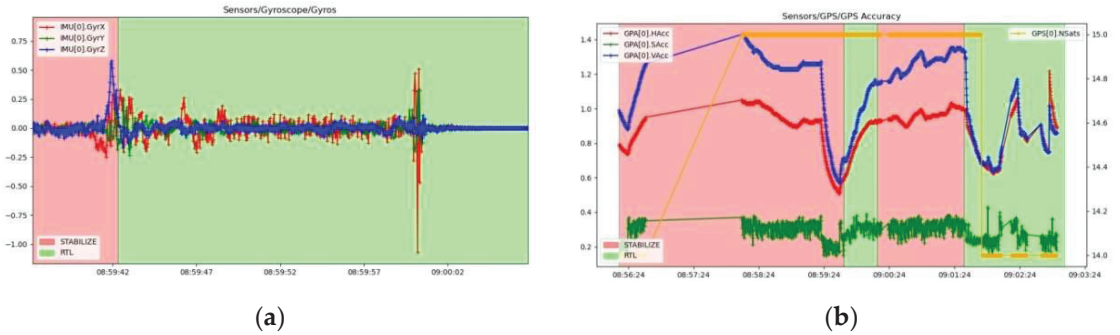 Sensors/Gyroscope/Gyros
IMU[0].GyrX
IMU[0].GyrY
IMU[0].GyrZ
0.75
0.50
0.25
0.00
−0.25
−0.50
−0.75
−1.00
STABILIZE
RTL
08:59:42 08:59:47 08:59:52 08:59:57 09:00:02
(a)
Sensors/GPS/GPS Accuracy
GPA[0].HAcc
GPA[0].SAcc
GPA[0].VAcc
GPS[0].NSats
1.4
1.2
1.0
0.8
0.6
0.4
0.2
15.0
14.8
14.6
14.4
14.2
14.0
STABILIZE
RTL
08:56:24 08:57:24 08:58:24 08:59:24 09:00:24 09:01:24 09:02:24 09:03:24
(b)